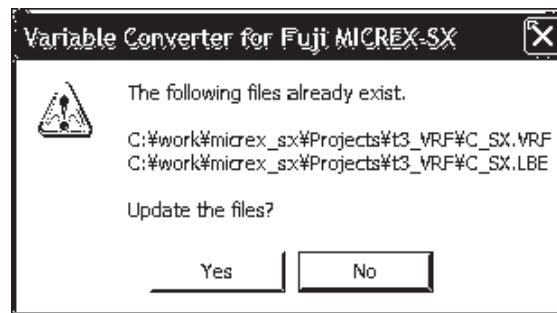 Variable Converter for Fuji MICREX-SX
The following files already exist.
C:¥work¥micrex_sx¥Projects¥t3_VRF¥C_SX.VRF
C:¥work¥micrex_sx¥Projects¥t3_VRF¥C_SX.LBE
Update the files?
Yes
No